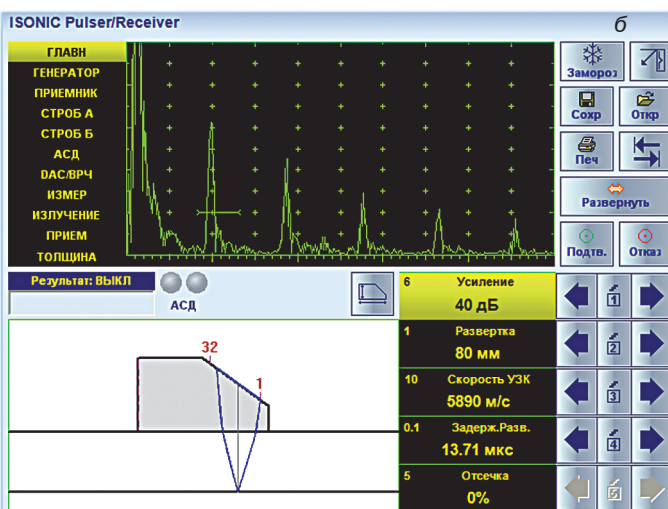 ISONIC Pulser/Receiver
б
ГЛАВН
ГЕНЕРАТОР
ПРИЕМНИК
СТРОБ А
СТРОБ Б
АСД
DAC/ВРЧ
ИЗМЕР
ИЗЛУЧЕНИЕ
ПРИЕМ
ТОЛЩИНА
Замороз
Сохр
Откр
Печ
Развернуть
Подтв.
Отказ
Результат: ВЫКЛ
АСД
6 Усиление
40 дБ
1
1 Развертка
80 мм
2
10 Скорость УЗК
5890 м/с
3
0.1 Задерж.Разв.
13.71 мкс
4
5 Отсечка
0%
5
32
1